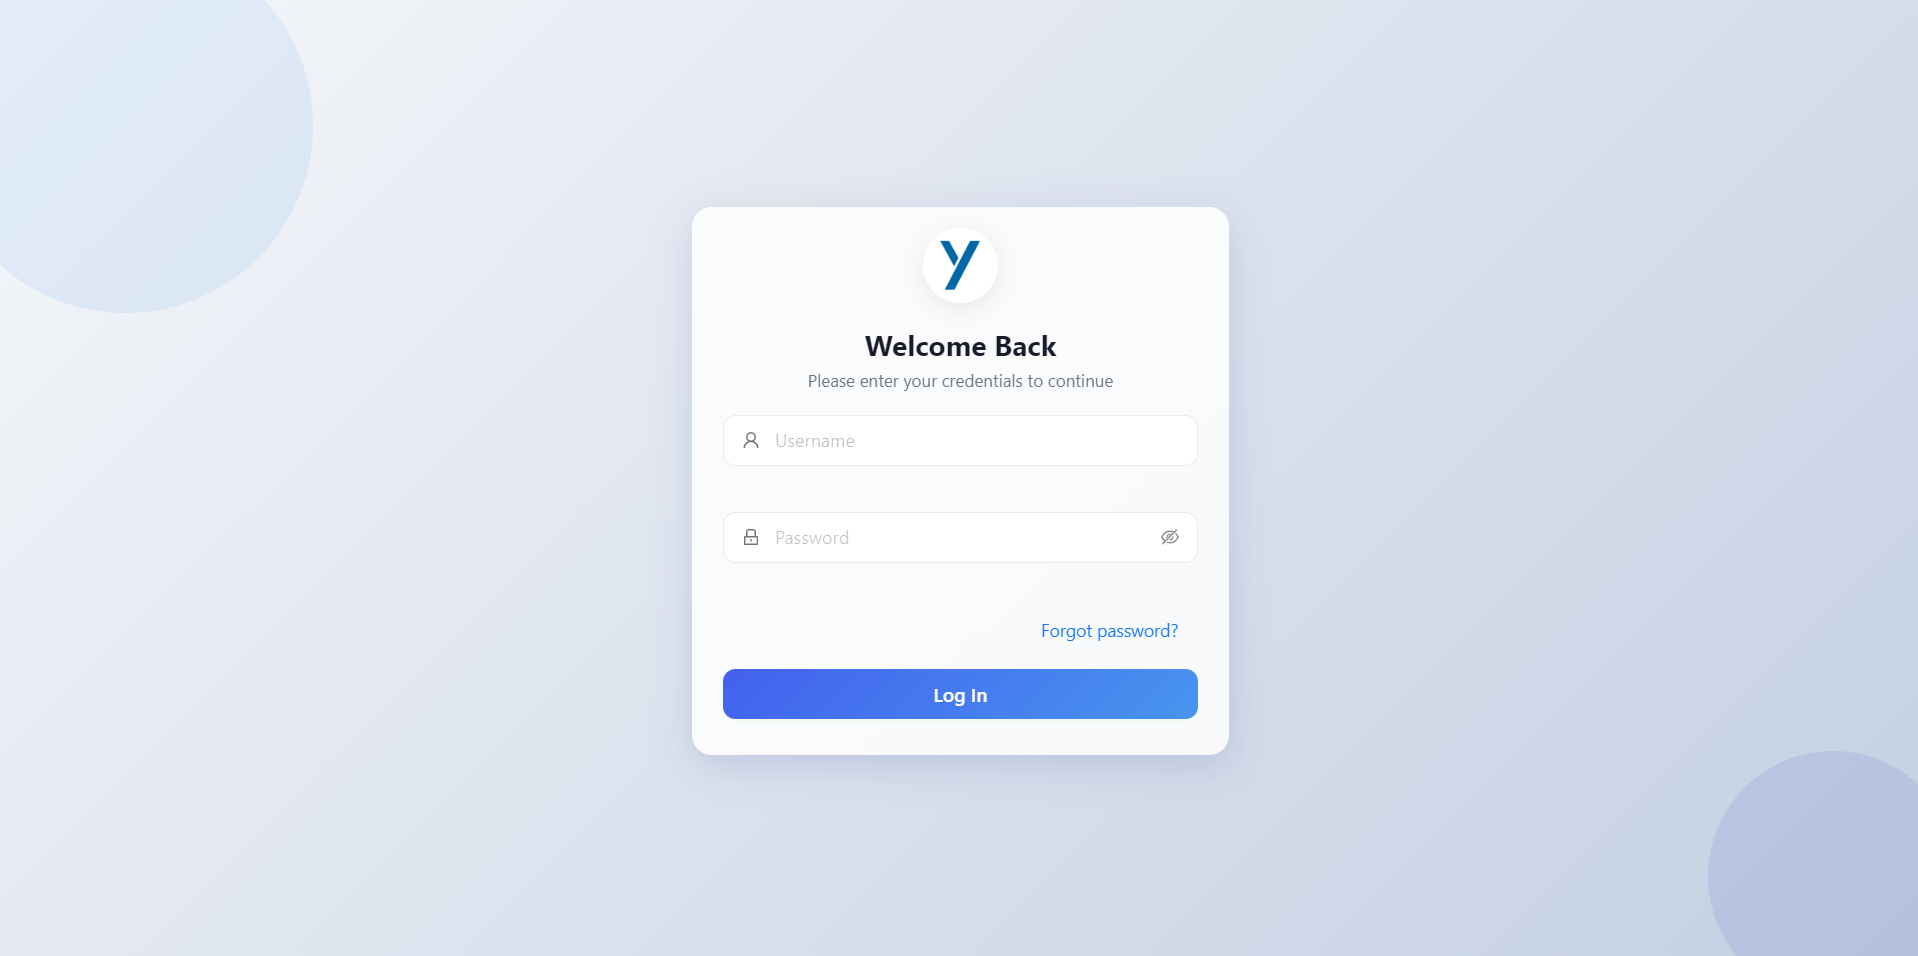 y
Welcome Back
Please enter your credentials to continue
Username
Password
Forgot password?
Log In